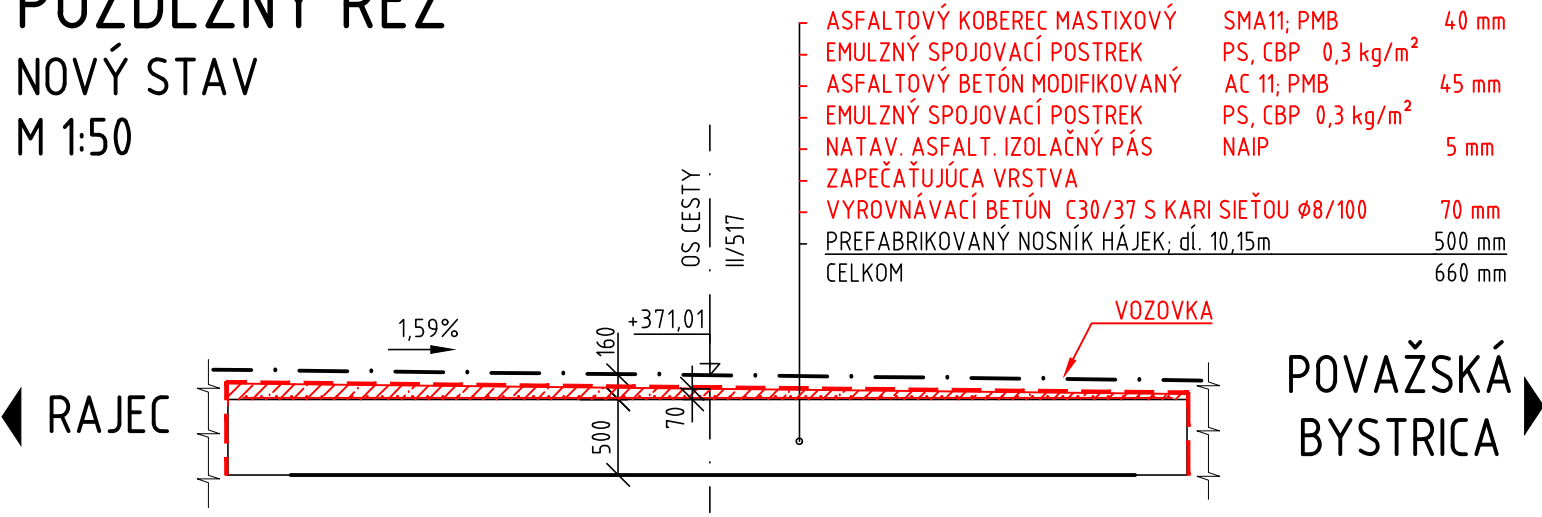 POZDĹŽNY REZ
NOVÝ STAV
M 1:50
ASFALTOVÝ KOBEREC MASTIXOVÝ SMA11; PMB 40 mm
EMULZNÝ SPOJOVACÍ POSTREK PS, CBP 0,3 kg/m²
ASFALTOVÝ BETÓN MODIFIKOVANÝ AC 11; PMB 45 mm
EMULZNÝ SPOJOVACÍ POSTREK PS, CBP 0,3 kg/m²
NATAV. ASFALT. IZOLAČNÝ PÁS NAIP 5 mm
ZAPEČAŤUJÚCA VRSTVA
VYROVNÁVACÍ BETÚN C30/37 S KARI SIEŤOU Ø8/100 70 mm
PREFABRIKOVANÝ NOSNÍK HÁJEK; dĺ. 10,15m 500 mm
CELKOM 660 mm
OS CESTY
II/517
VOZOVKA
1,59%
+371,01
160
70
500
RAJEC
POVAŽSKÁ
BYSTRICA